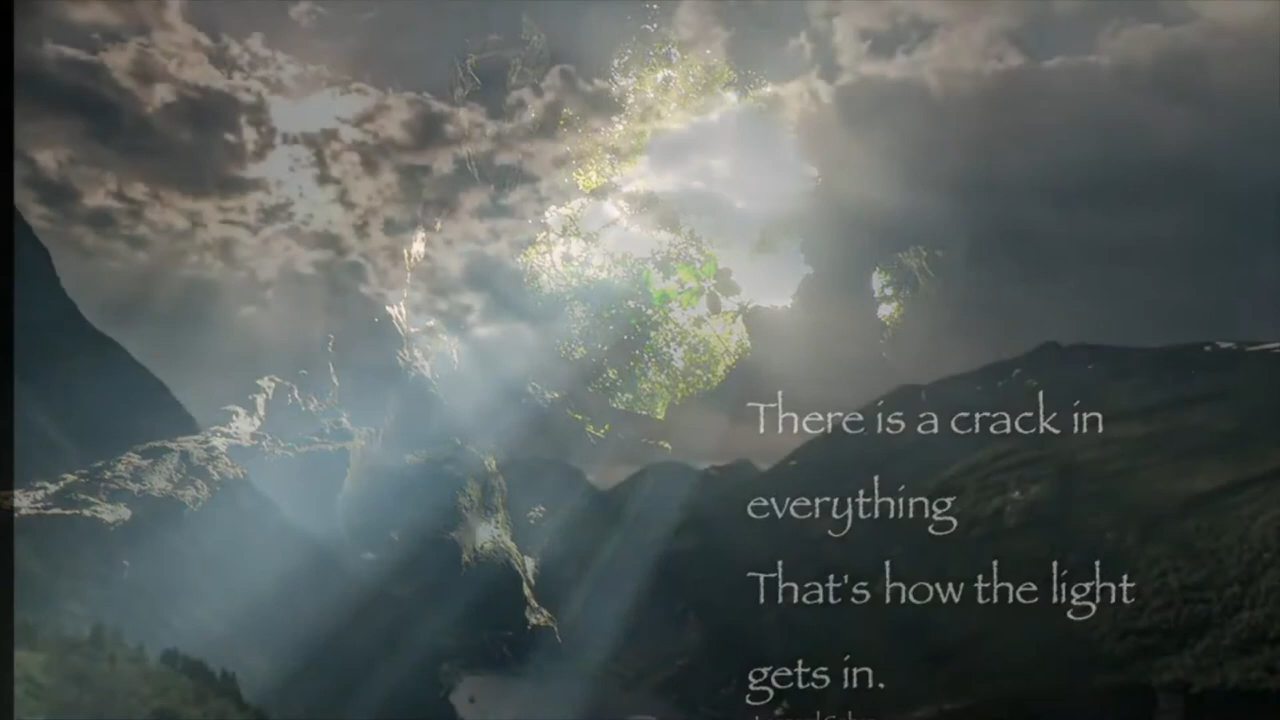 There is a crack in
everything
That's how the light
gets in.